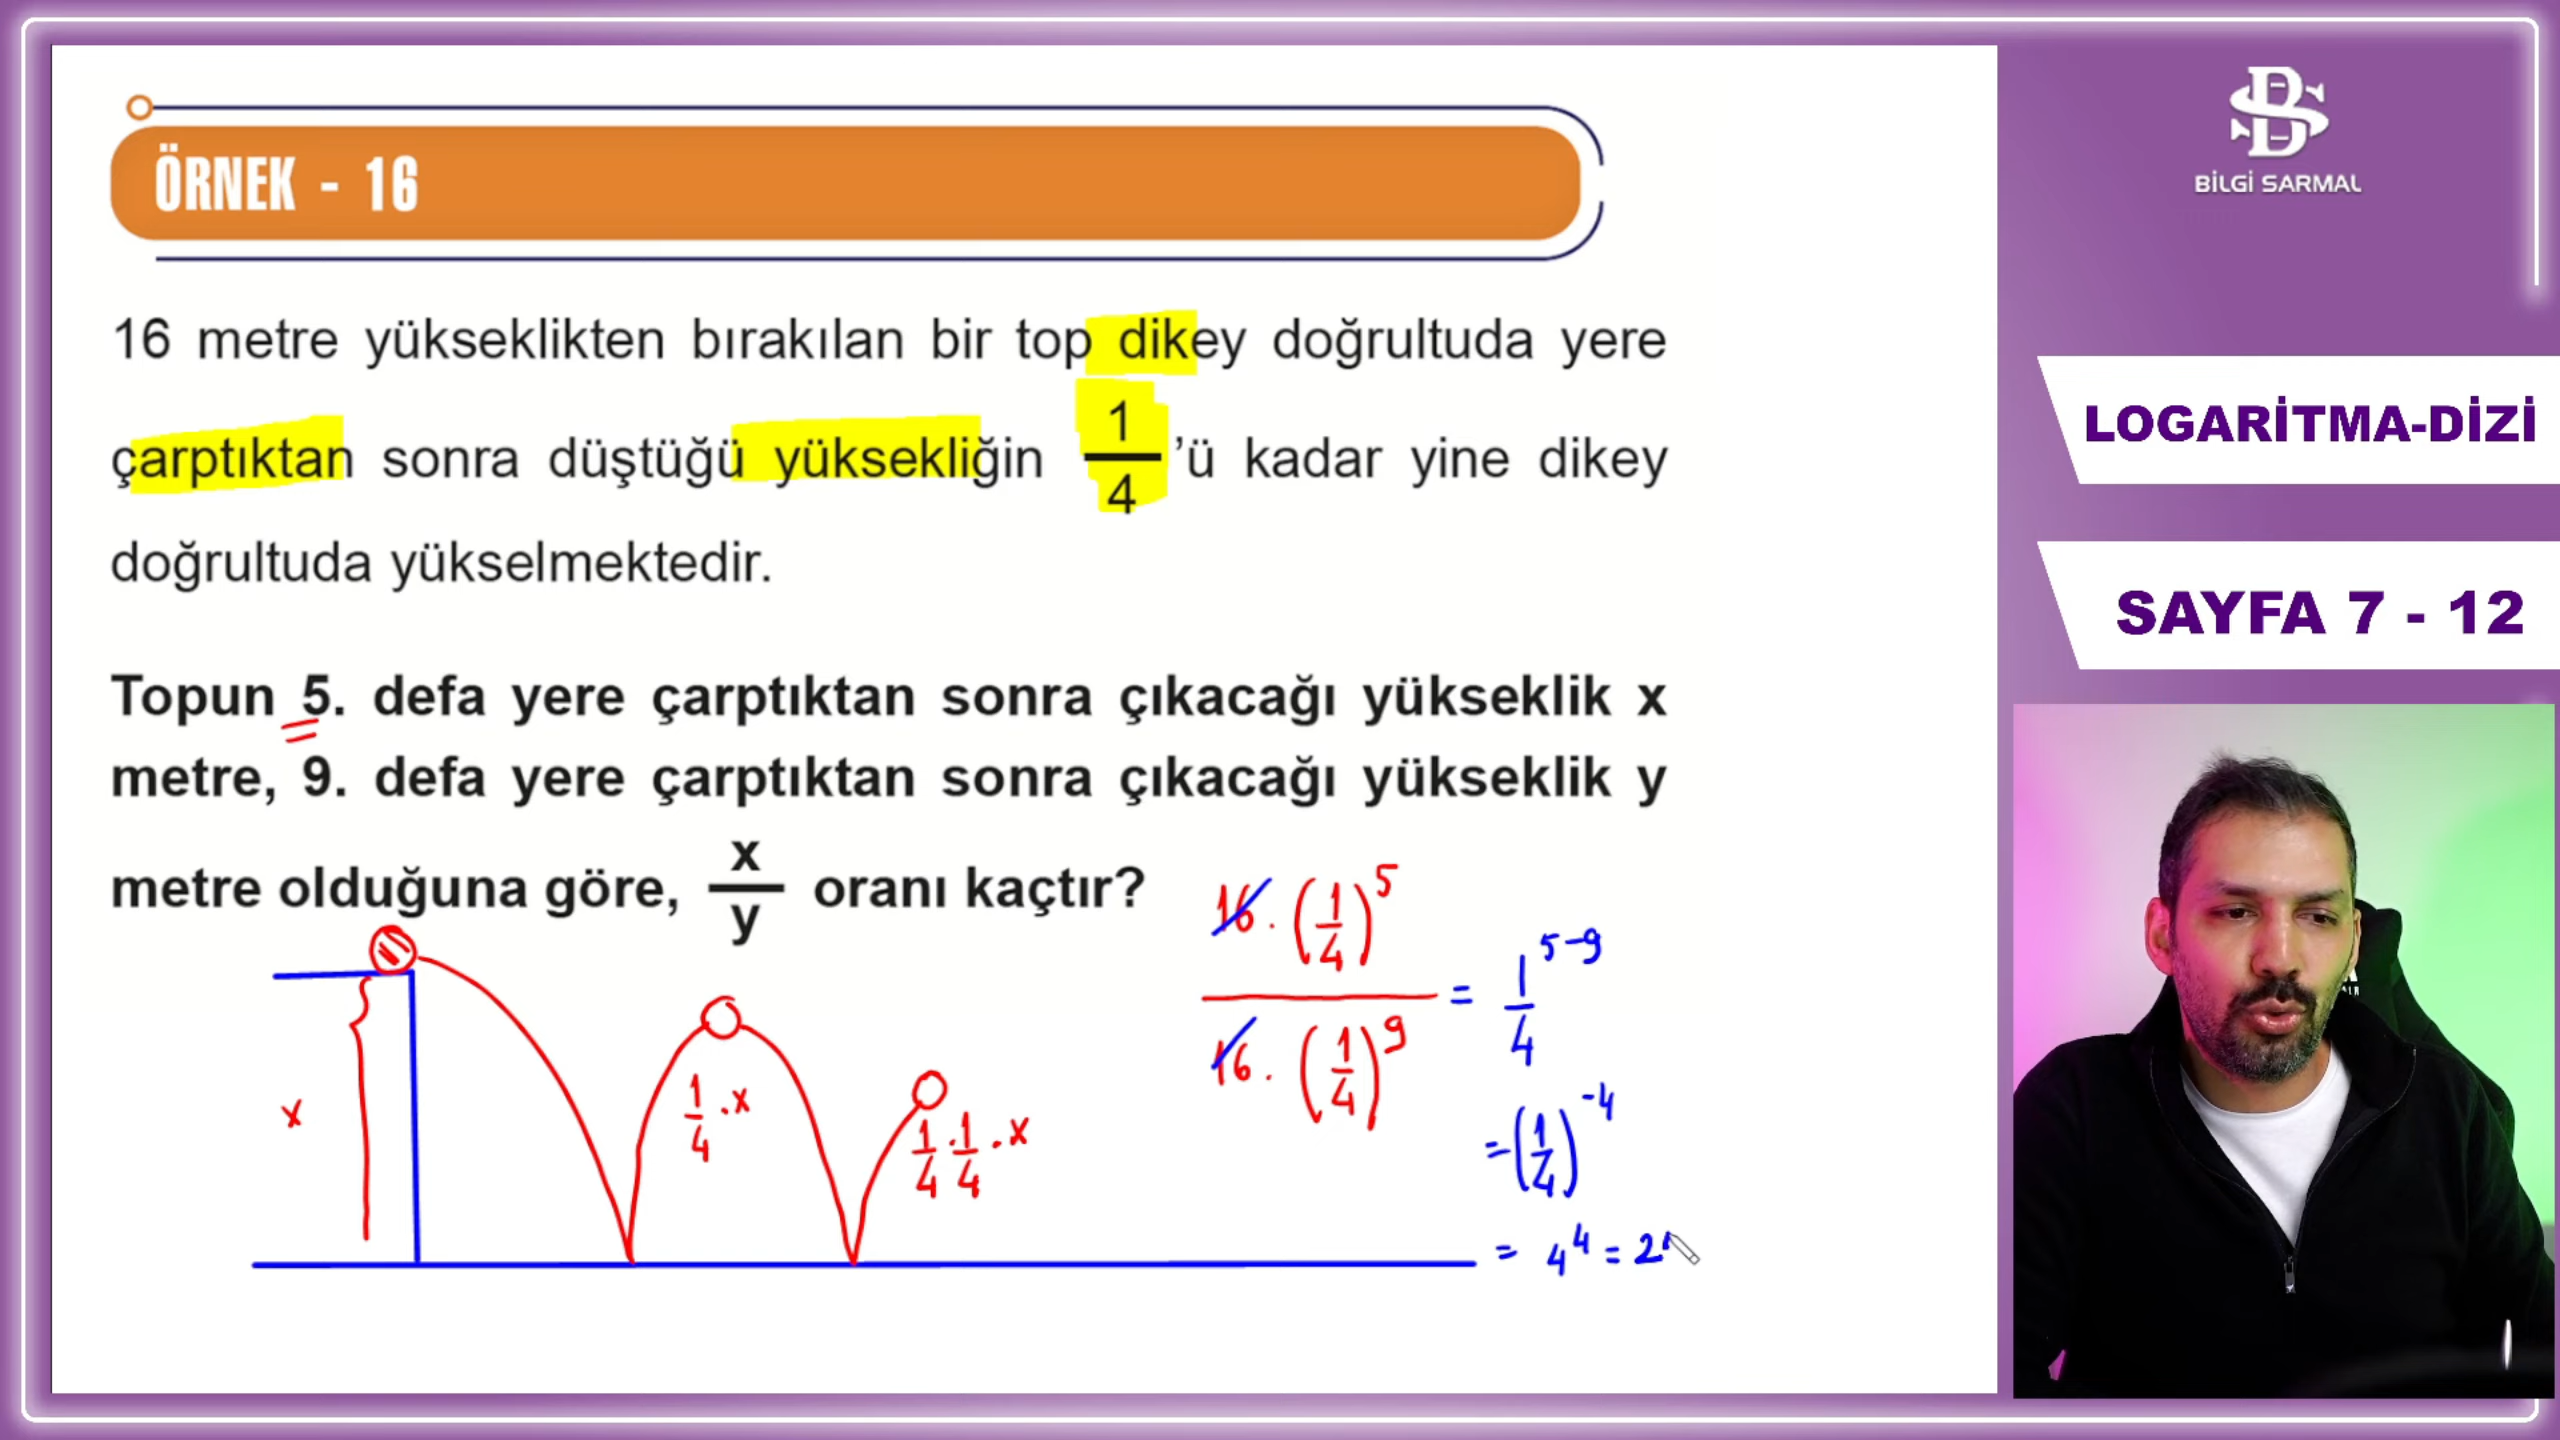 ÖRNEK - 16
16 metre yükseklikten bırakılan bir top dikey doğrultuda yere
çarptıktan sonra düştüğü yüksekliğin 1/4 'ü kadar yine dikey
doğrultuda yükselmektedir.
Topun 5. defa yere çarptıktan sonra çıkacağı yükseklik x
metre, 9. defa yere çarptıktan sonra çıkacağı yükseklik y
metre olduğuna göre, x/y oranı kaçtır?
x
1/4 . x
1/4 . 1/4 . x
16 . (1/4)^5
16 . (1/4)^9
= 1/4^5-9
= (1/4)^-4
= 4^4 = 2
BS
BİLGİ SARMAL
LOGARİTMA-DİZİ
SAYFA 7 - 12